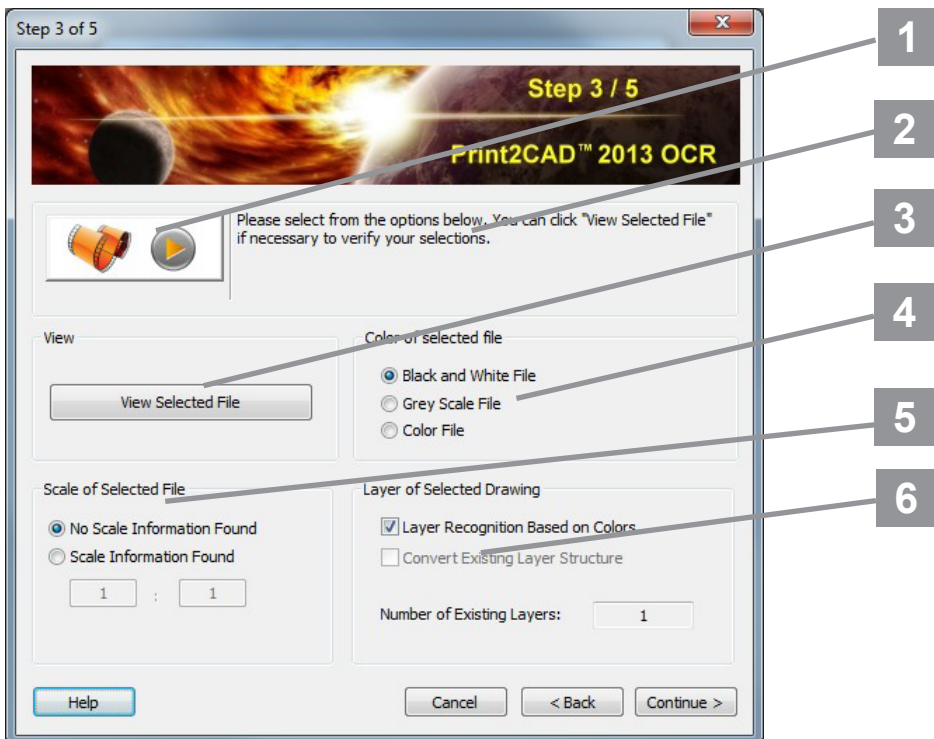 Step 3 of 5
Step 3 / 5
Print2CAD™ 2013 OCR
Please select from the options below. You can click "View Selected File"
if necessary to verify your selections.
View
View Selected File
Color of selected file
Black and White File
Grey Scale File
Color File
Scale of Selected File
No Scale Information Found
Scale Information Found
1 : 1
Layer of Selected Drawing
Layer Recognition Based on Colors
Convert Existing Layer Structure
Number of Existing Layers: 1
Help
Cancel
< Back
Continue >
1
2
3
4
5
6